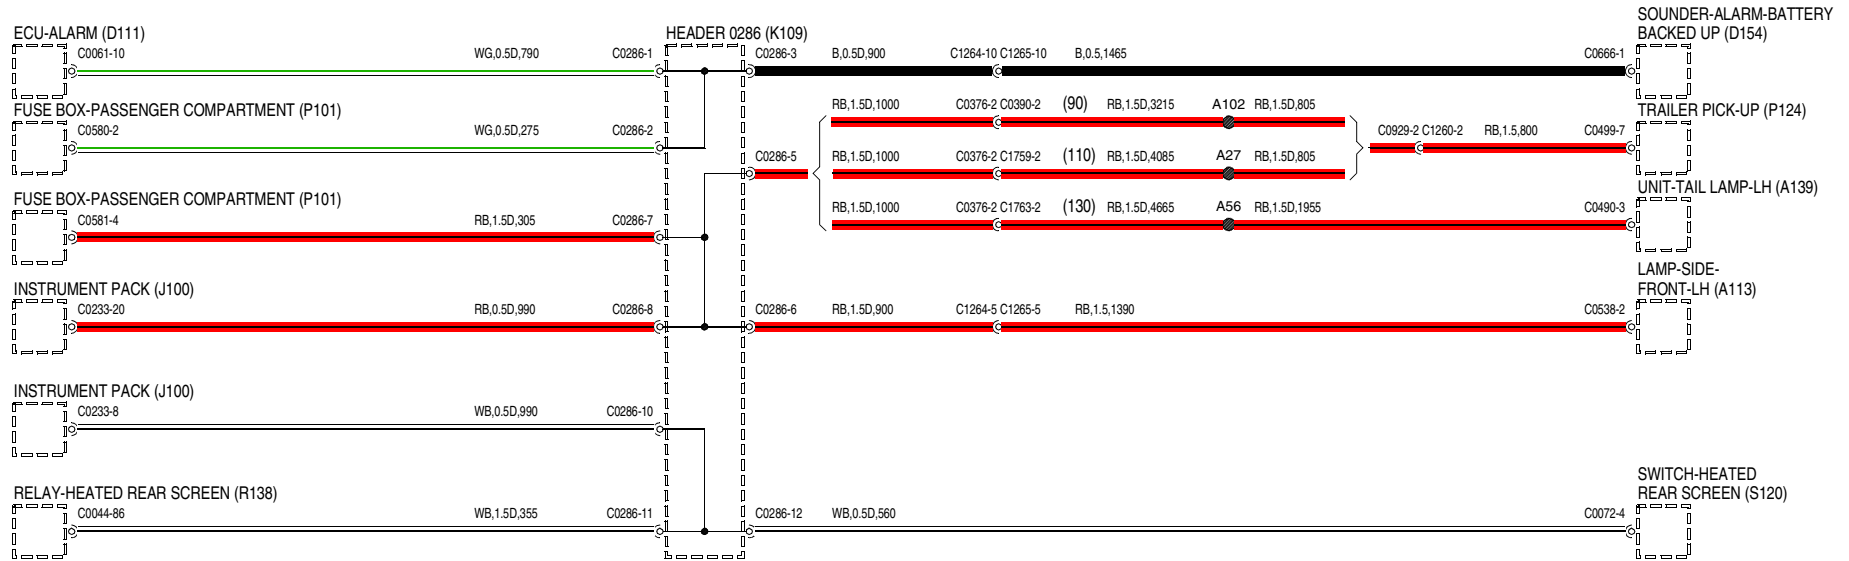 SOUNDER-ALARM-BATTERY
BACKED UP (D154)
ECU-ALARM (D111)
HEADER 0286 (K109)
C0061-10 WG,0.5D,790 C0286-1 C0286-3 B,0.5D,900 C1264-10 C1265-10 B,0.5,1465 C0666-1
FUSE BOX-PASSENGER COMPARTMENT (P101)
RB,1.5D,1000 C0376-2 C0390-2 (90) RB,1.5D,3215 A102 RB,1.5D,805
TRAILER PICK-UP (P124)
C0580-2 WG,0.5D,275 C0286-2
C0929-2 C1260-2 RB,1.5,800 C0499-7
C0286-5 RB,1.5D,1000 C0376-2 C1759-2 (110) RB,1.5D,4085 A27 RB,1.5D,805
UNIT-TAIL LAMP-LH (A139)
FUSE BOX-PASSENGER COMPARTMENT (P101)
RB,1.5D,1000 C0376-2 C1763-2 (130) RB,1.5D,4665 A56 RB,1.5D,1955 C0490-3
C0581-4 RB,1.5D,305 C0286-7
LAMP-SIDE-
FRONT-LH (A113)
INSTRUMENT PACK (J100)
C0233-20 RB,0.5D,990 C0286-8 C0286-6 RB,1.5D,900 C1264-5 C1265-5 RB,1.5,1390 C0538-2
INSTRUMENT PACK (J100)
C0233-8 WB,0.5D,990 C0286-10
SWITCH-HEATED
REAR SCREEN (S120)
RELAY-HEATED REAR SCREEN (R138)
C0044-86 WB,1.5D,355 C0286-11 C0286-12 WB,0.5D,560 C0072-4